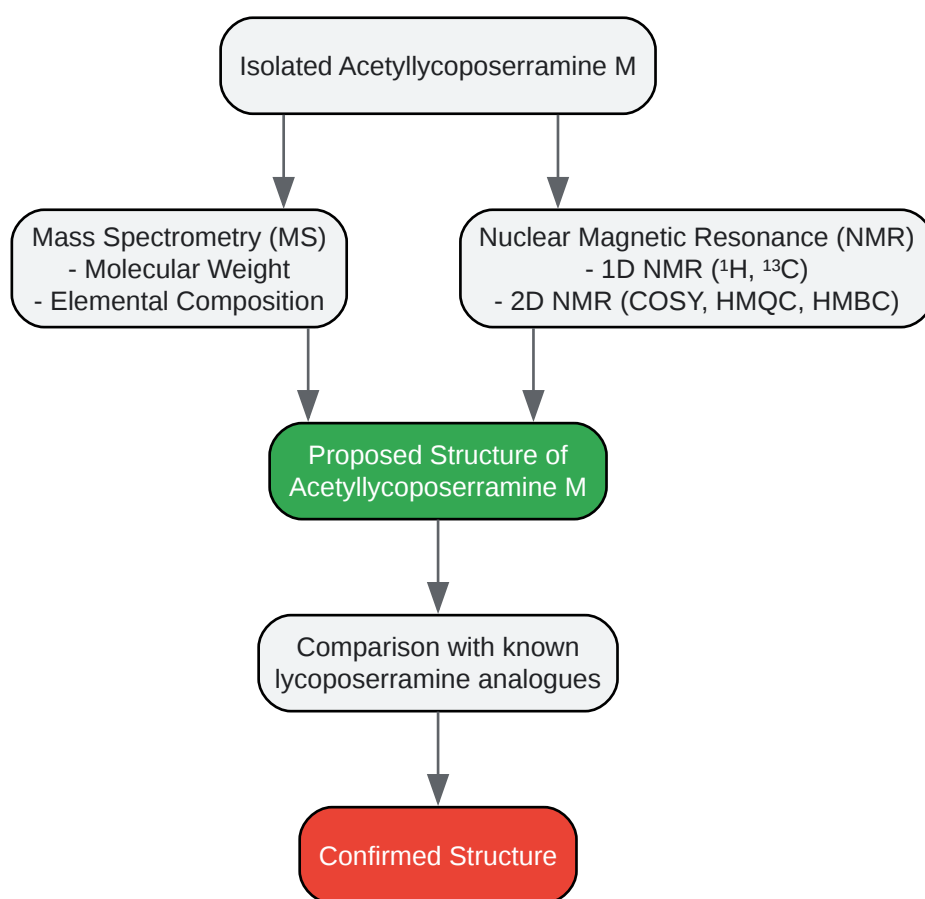 Isolated Acetyllycoposerramine M
Mass Spectrometry (MS)
- Molecular Weight
- Elemental Composition
Nuclear Magnetic Resonance (NMR)
- 1D NMR (¹H, ¹³C)
- 2D NMR (COSY, HMQC, HMBC)
Proposed Structure of
Acetyllycoposerramine M
Comparison with known
lycoposerramine analogues
Confirmed Structure